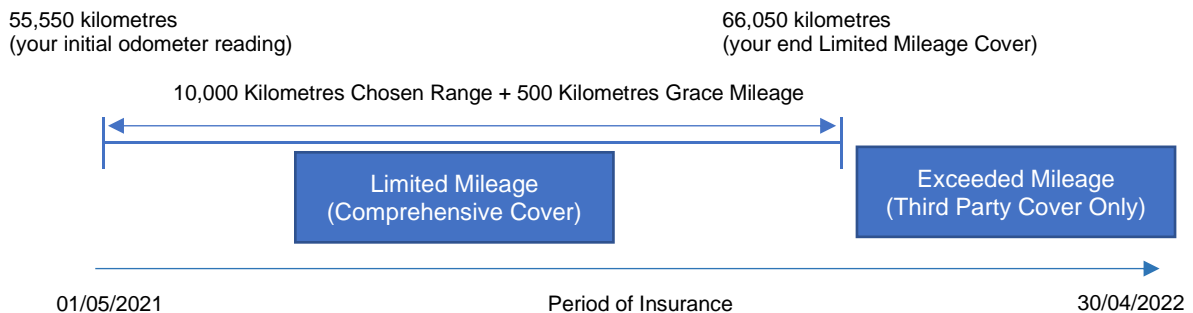 55,550 kilometres
(your initial odometer reading)
66,050 kilometres
(your end Limited Mileage Cover)
10,000 Kilometres Chosen Range + 500 Kilometres Grace Mileage
Limited Mileage
(Comprehensive Cover)
Exceeded Mileage
(Third Party Cover Only)
01/05/2021
Period of Insurance
30/04/2022